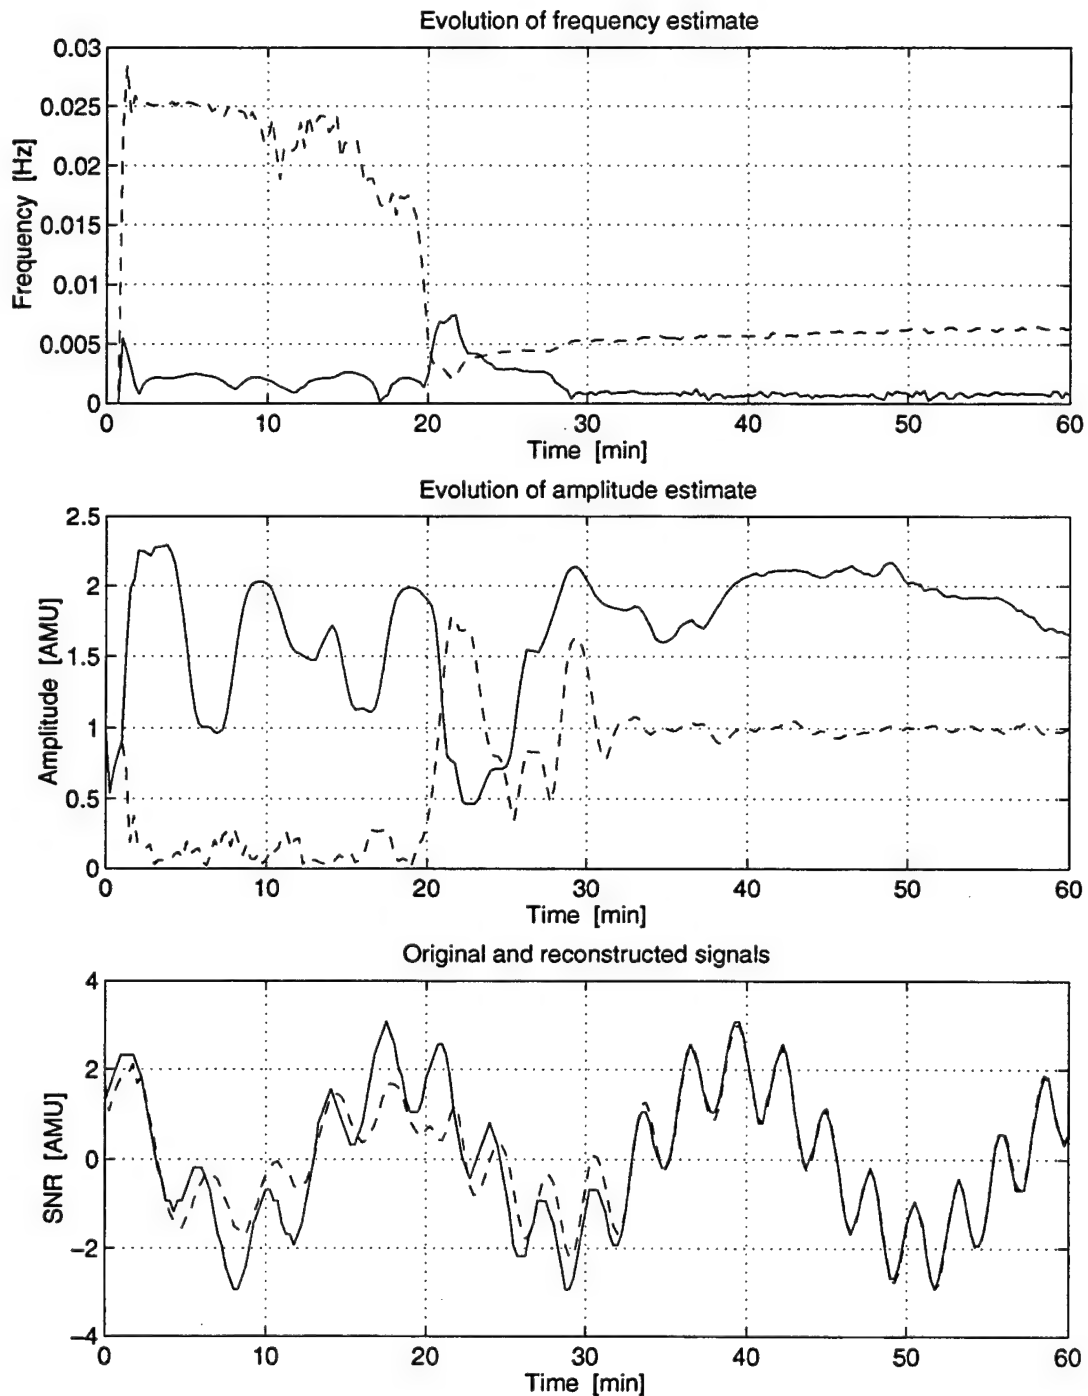 Evolution of frequency estimate
0.03
0.025
0.02
0.015
0.01
0.005
0
Frequency [Hz]
0 10 20 30 40 50 60
Time [min]
Evolution of amplitude estimate
2.5
2
1.5
1
0.5
0
Amplitude [AMU]
0 10 20 30 40 50 60
Time [min]
Original and reconstructed signals
4
2
0
−2
−4
SNR [AMU]
0 10 20 30 40 50 60
Time [min]